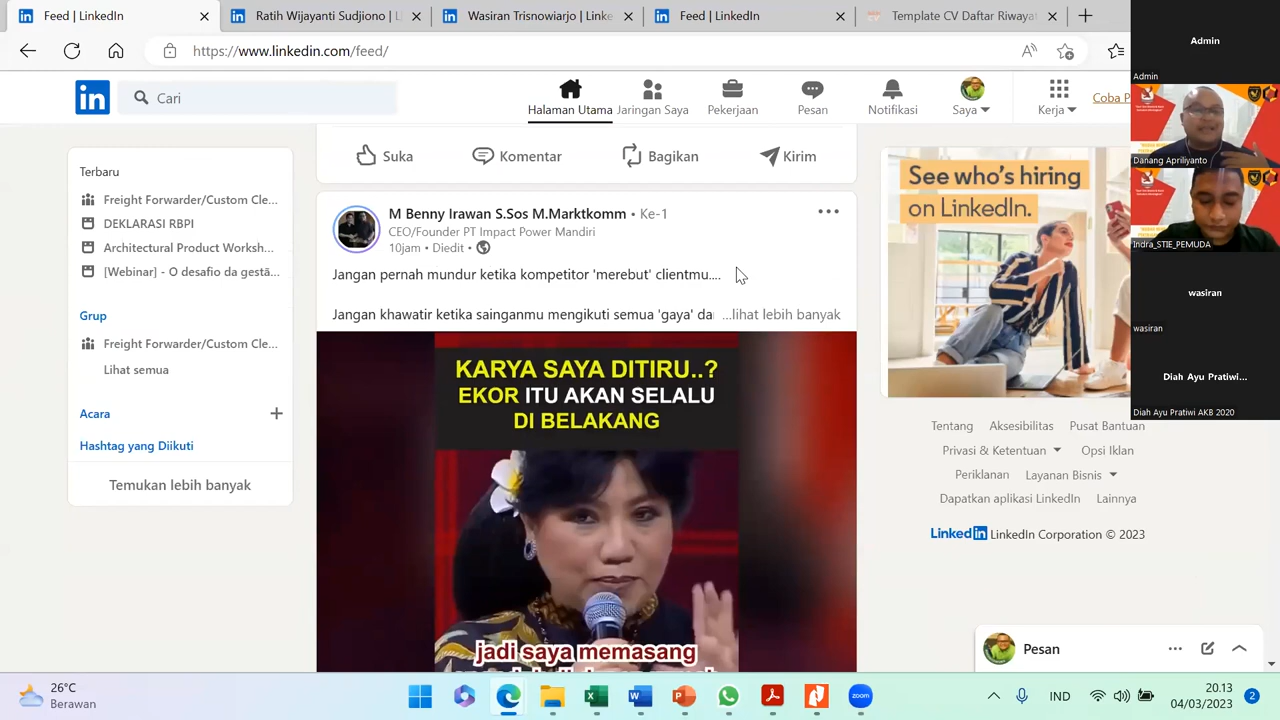 Feed | LinkedIn
Ratih Wijayanti Sudjiono | L
Wasiran Trisnowiarjo | Linke
Feed | LinkedIn
Template CV Daftar Riwaya
https://www.linkedin.com/feed/
in
Cari
Halaman Utama
Jaringan Saya
Pekerjaan
Pesan
Notifikasi
Saya
Kerja
Coba P
Terbaru
Freight Forwarder/Custom Cle...
DEKLARASI RBPI
Architectural Product Worksh...
[Webinar] - O desafio da gestã...
Grup
Freight Forwarder/Custom Cle...
Lihat semua
Acara
Hashtag yang Diikuti
Temukan lebih banyak
Suka
Komentar
Bagikan
Kirim
M Benny Irawan S.Sos M.Marktkomm • Ke-1
CEO/Founder PT Impact Power Mandiri
10jam • Diedit •
Jangan pernah mundur ketika kompetitor 'merebut' clientmu....
Jangan khawatir ketika sainganmu mengikuti semua 'gaya' da ...lihat lebih banyak
KARYA SAYA DITIRU..?
EKOR ITU AKAN SELALU
DI BELAKANG
jadi saya memasang
See who's hiring
on LinkedIn.
Tentang Aksesibilitas Pusat Bantuan
Privasi & Ketentuan Opsi Iklan
Periklanan Layanan Bisnis
Dapatkan aplikasi LinkedIn Lainnya
Linked in LinkedIn Corporation © 2023
Pesan
Admin
Admin
Danang Apriliyanto
Indra_STIE_PEMUDA
wasiran
wasiran
Diah Ayu Pratiwi...
Diah Ayu Pratiwi AKB 2020
26°C
Berawan
zoom
IND
20.13
04/03/2023
2